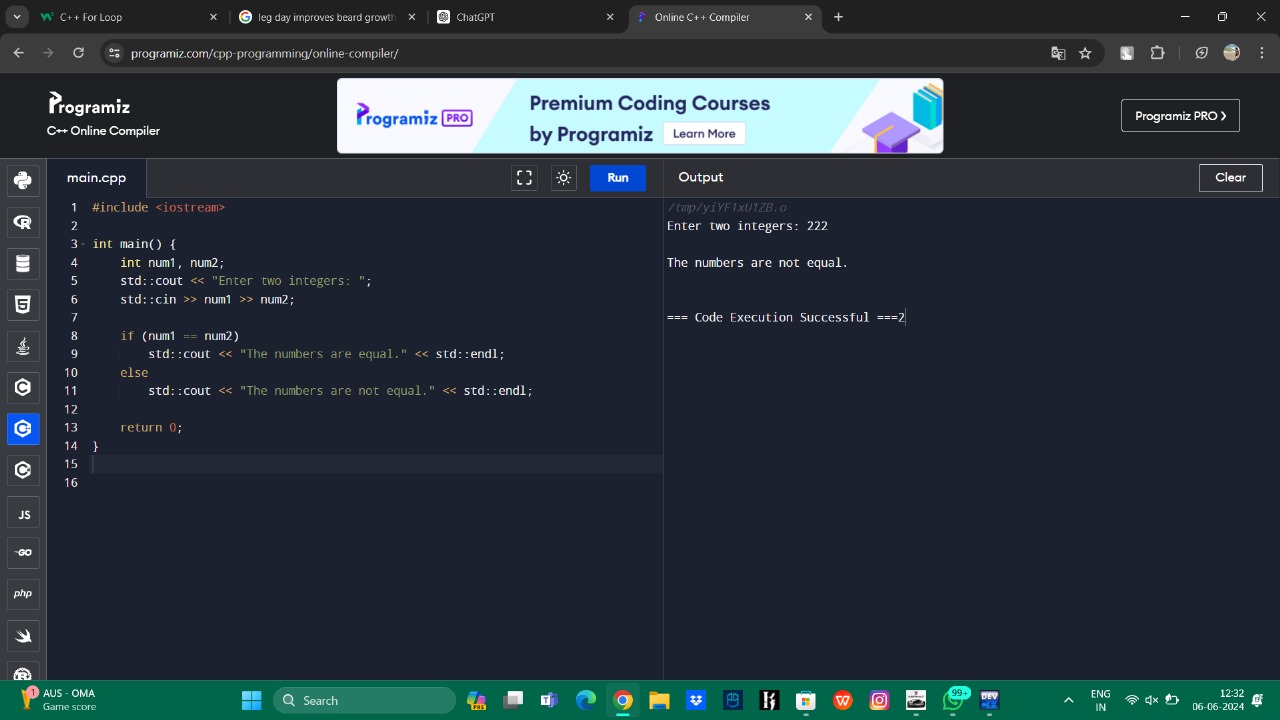 C++ For Loop
leg day improves beard growth
ChatGPT
Online C++ Compiler
programiz.com/cpp-programming/online-compiler/
Programiz
C++ Online Compiler
Programiz PRO
Premium Coding Courses
by Programiz
Learn More
Programiz PRO
main.cpp
Run
Output
Clear
1 #include <iostream>
2
3 int main() {
4 int num1, num2;
5 std::cout << "Enter two integers: ";
6 std::cin >> num1 >> num2;
7
8 if (num1 == num2)
9 std::cout << "The numbers are equal." << std::endl;
10 else
11 std::cout << "The numbers are not equal." << std::endl;
12
13 return 0;
14 }
15
16
/tmp/yiYF1xU1ZB.o
Enter two integers: 222
The numbers are not equal.
=== Code Execution Successful ===2
JS
GO
php
1
AUS - OMA
Game score
Search
PRE
99+
DEV
ENG
IN
12:32
06-06-2024